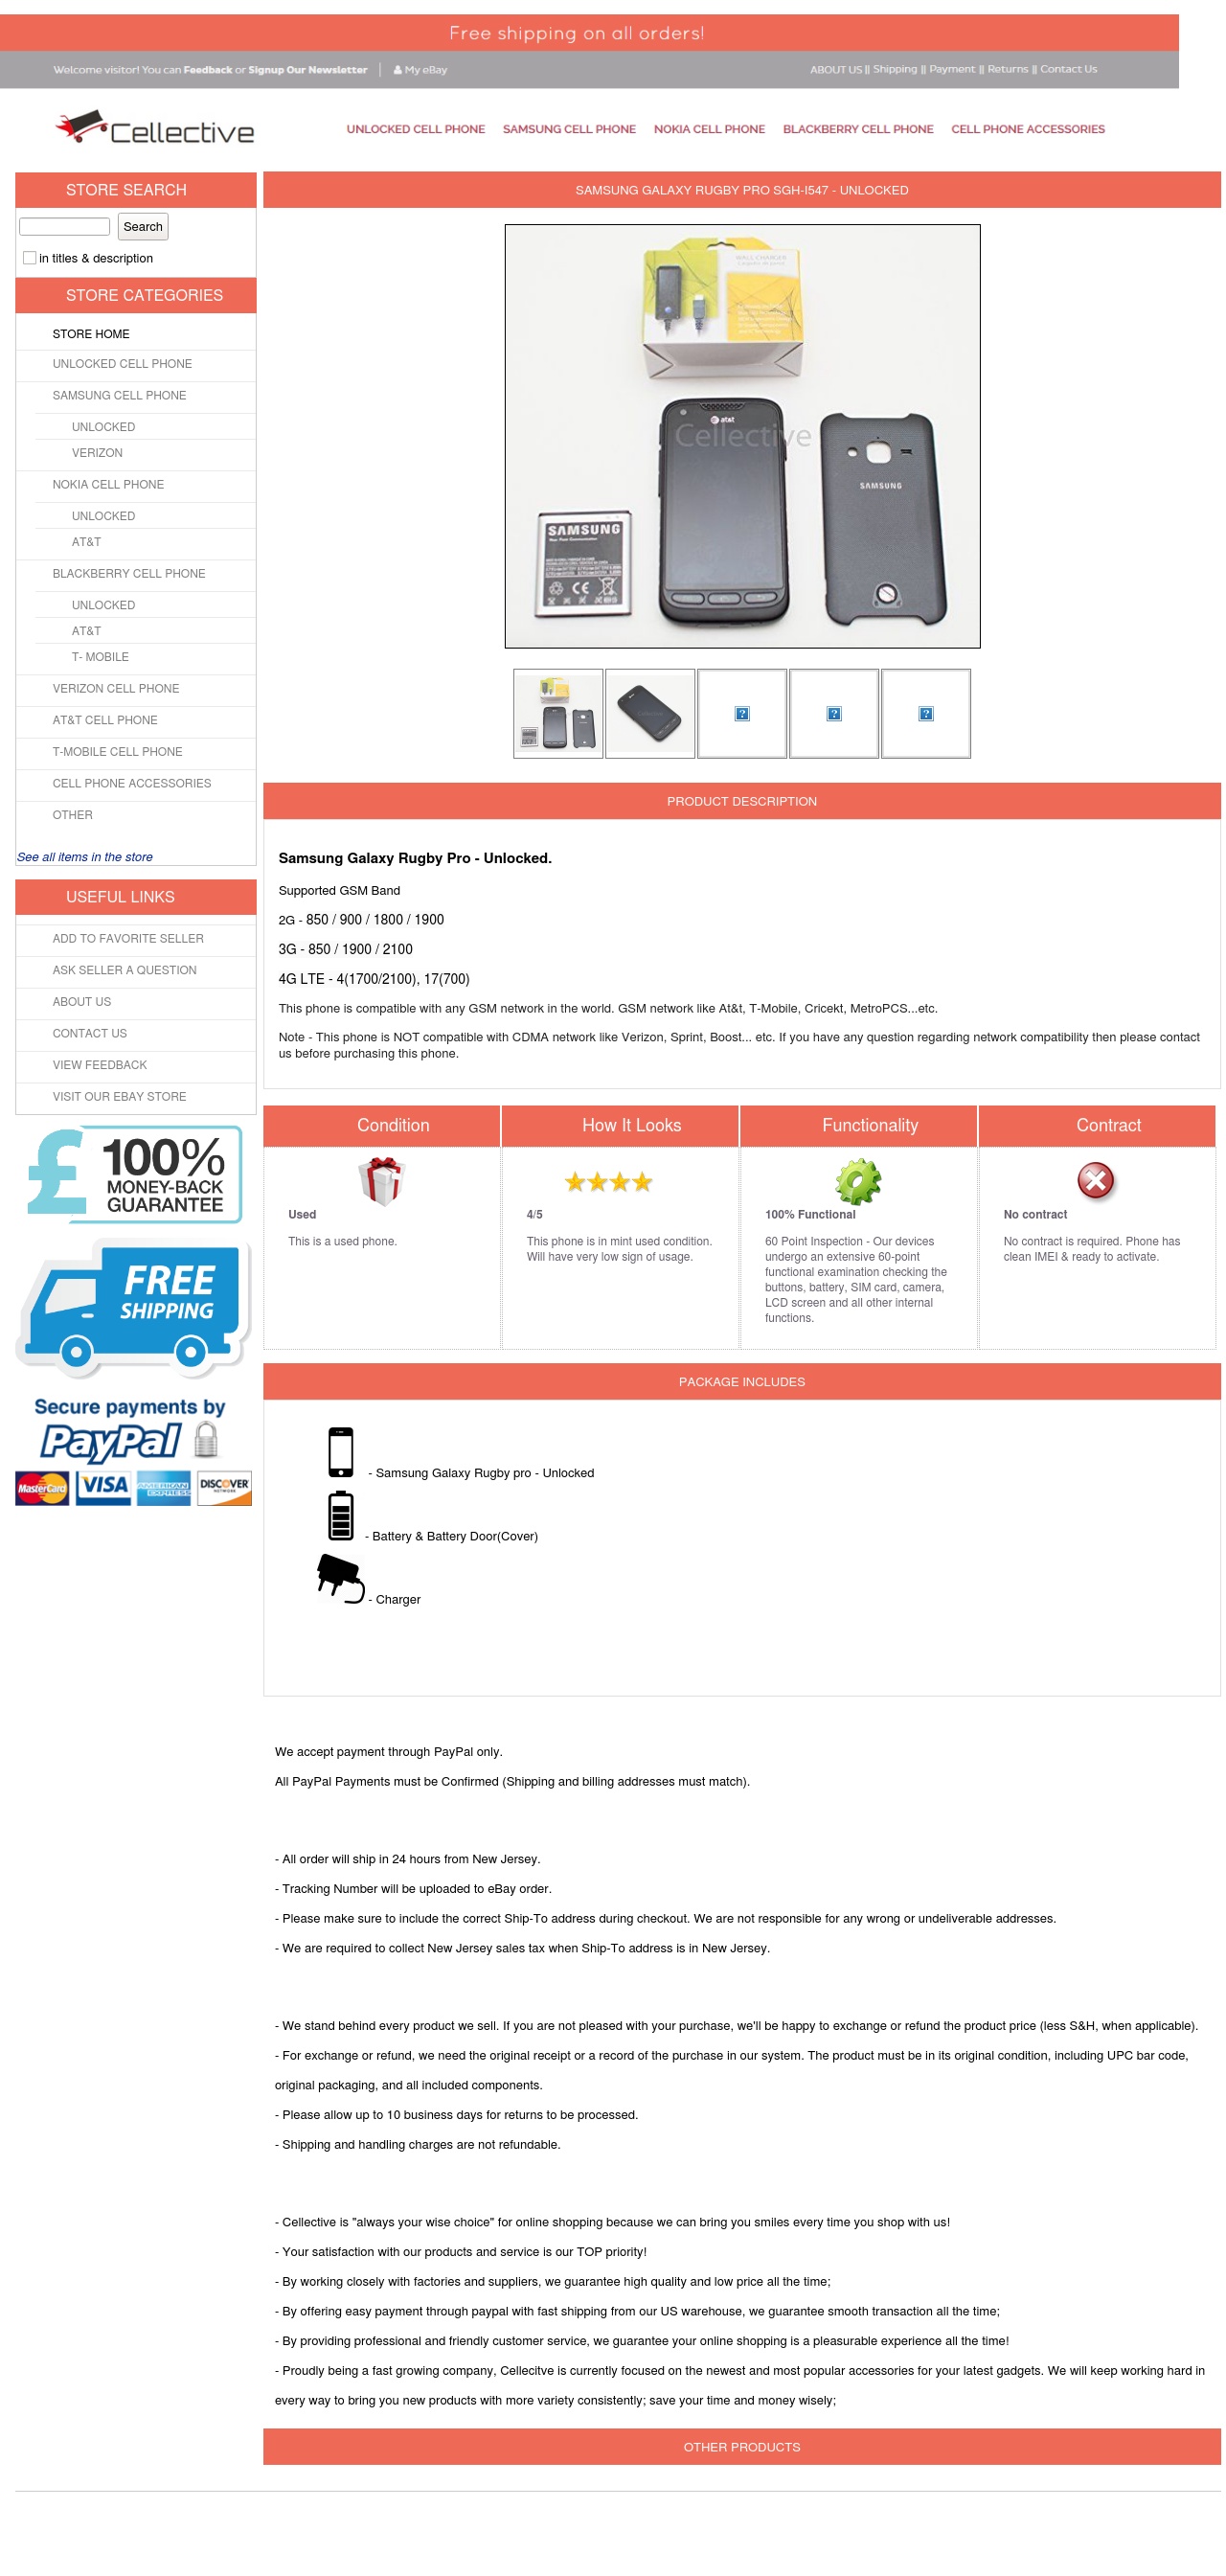 Free shipping on all orders!
Welcome visitor! You can Feedback or Signup Our Newsletter | My eBay
ABOUT US || Shipping || Payment || Returns || Contact Us
Cellective
UNLOCKED CELL PHONE SAMSUNG CELL PHONE NOKIA CELL PHONE BLACKBERRY CELL PHONE CELL PHONE ACCESSORIES
STORE SEARCH
Search
in titles & description
STORE CATEGORIES
STORE HOME
UNLOCKED CELL PHONE
SAMSUNG CELL PHONE
UNLOCKED
VERIZON
NOKIA CELL PHONE
UNLOCKED
AT&T
BLACKBERRY CELL PHONE
UNLOCKED
AT&T
T- MOBILE
VERIZON CELL PHONE
AT&T CELL PHONE
T-MOBILE CELL PHONE
CELL PHONE ACCESSORIES
OTHER
See all items in the store
USEFUL LINKS
ADD TO FAVORITE SELLER
ASK SELLER A QUESTION
ABOUT US
CONTACT US
VIEW FEEDBACK
VISIT OUR EBAY STORE
£ 100%
MONEY-BACK
GUARANTEE
FREE
SHIPPING
Secure payments by
PayPal
MasterCard VISA AMERICAN EXPRESS DISCOVER NETWORK
SAMSUNG GALAXY RUGBY PRO SGH-I547 - UNLOCKED
WALL CHARGER
at&t
Cellective
SAMSUNG
SAMSUNG
PRODUCT DESCRIPTION
Samsung Galaxy Rugby Pro - Unlocked.
Supported GSM Band
2G - 850 / 900 / 1800 / 1900
3G - 850 / 1900 / 2100
4G LTE - 4(1700/2100), 17(700)
This phone is compatible with any GSM network in the world. GSM network like At&t, T-Mobile, Cricekt, MetroPCS...etc.
Note - This phone is NOT compatible with CDMA network like Verizon, Sprint, Boost... etc. If you have any question regarding network compatibility then please contact
us before purchasing this phone.
Condition
Used
This is a used phone.
How It Looks
4/5
This phone is in mint used condition.
Will have very low sign of usage.
Functionality
100% Functional
60 Point Inspection - Our devices
undergo an extensive 60-point
functional examination checking the
buttons, battery, SIM card, camera,
LCD screen and all other internal
functions.
Contract
No contract
No contract is required. Phone has
clean IMEI & ready to activate.
PACKAGE INCLUDES
- Samsung Galaxy Rugby pro - Unlocked
- Battery & Battery Door(Cover)
- Charger
We accept payment through PayPal only.
All PayPal Payments must be Confirmed (Shipping and billing addresses must match).
- All order will ship in 24 hours from New Jersey.
- Tracking Number will be uploaded to eBay order.
- Please make sure to include the correct Ship-To address during checkout. We are not responsible for any wrong or undeliverable addresses.
- We are required to collect New Jersey sales tax when Ship-To address is in New Jersey.
- We stand behind every product we sell. If you are not pleased with your purchase, we'll be happy to exchange or refund the product price (less S&H, when applicable).
- For exchange or refund, we need the original receipt or a record of the purchase in our system. The product must be in its original condition, including UPC bar code,
original packaging, and all included components.
- Please allow up to 10 business days for returns to be processed.
- Shipping and handling charges are not refundable.
- Cellective is "always your wise choice" for online shopping because we can bring you smiles every time you shop with us!
- Your satisfaction with our products and service is our TOP priority!
- By working closely with factories and suppliers, we guarantee high quality and low price all the time;
- By offering easy payment through paypal with fast shipping from our US warehouse, we guarantee smooth transaction all the time;
- By providing professional and friendly customer service, we guarantee your online shopping is a pleasurable experience all the time!
- Proudly being a fast growing company, Cellecitve is currently focused on the newest and most popular accessories for your latest gadgets. We will keep working hard in
every way to bring you new products with more variety consistently; save your time and money wisely;
OTHER PRODUCTS